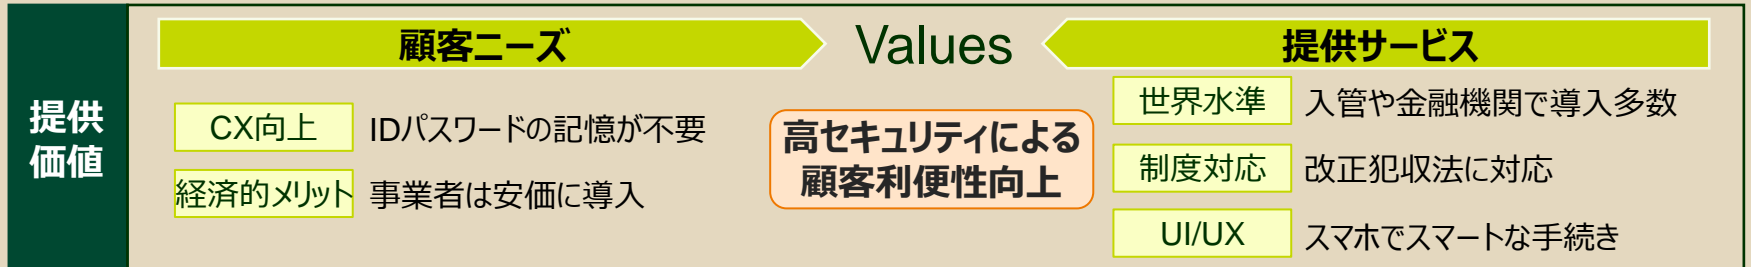 提供
価値
顧客ニーズ
Values
提供サービス
CX向上 IDパスワードの記憶が不要
経済的メリット 事業者は安価に導入
高セキュリティによる
顧客利便性向上
世界水準 入管や金融機関で導入多数
制度対応 改正犯収法に対応
UI/UX スマホでスマートな手続き